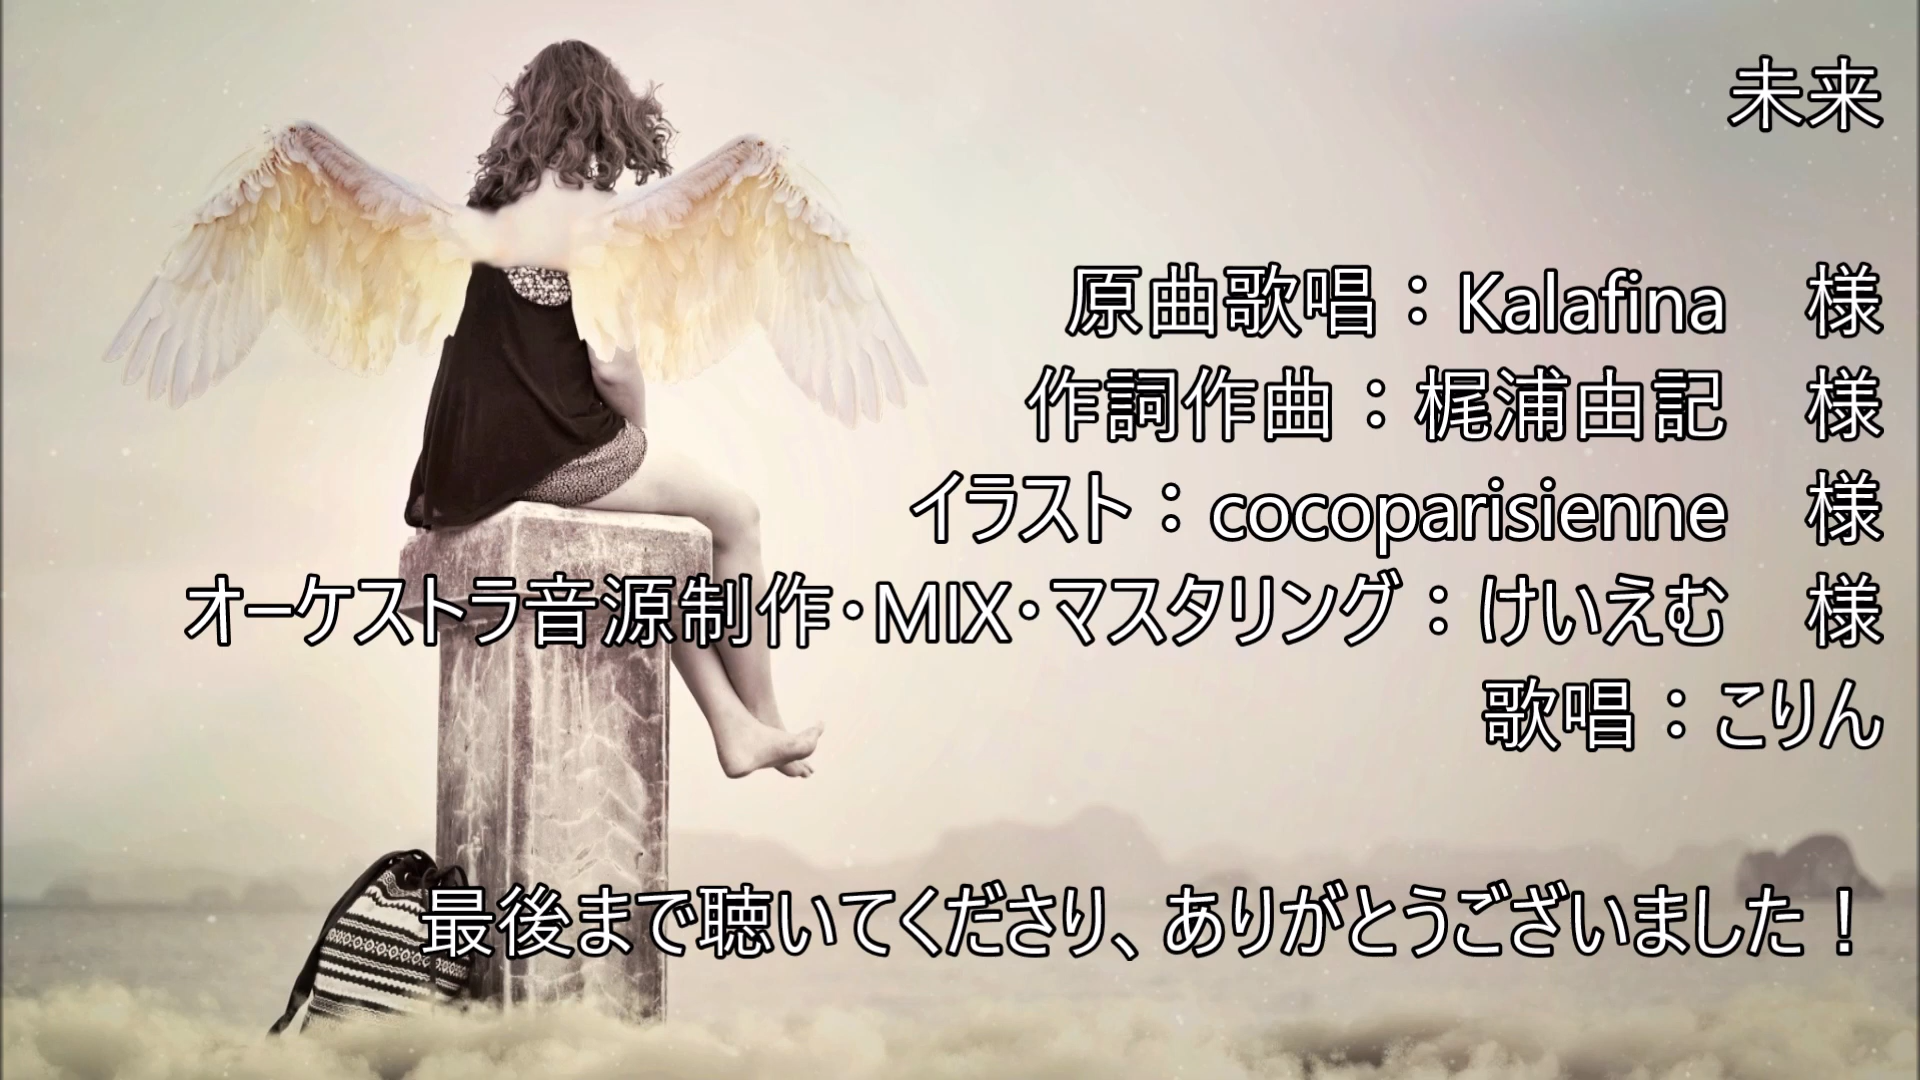 未来
原曲歌唱：Kalafina　様
作詞作曲：梶浦由記　様
イラスト：cocoparisienne　様
オーケストラ音源制作・MIX・マスタリング：けいえむ　様
歌唱：こりん
最後まで聴いてくださり、ありがとうございました！